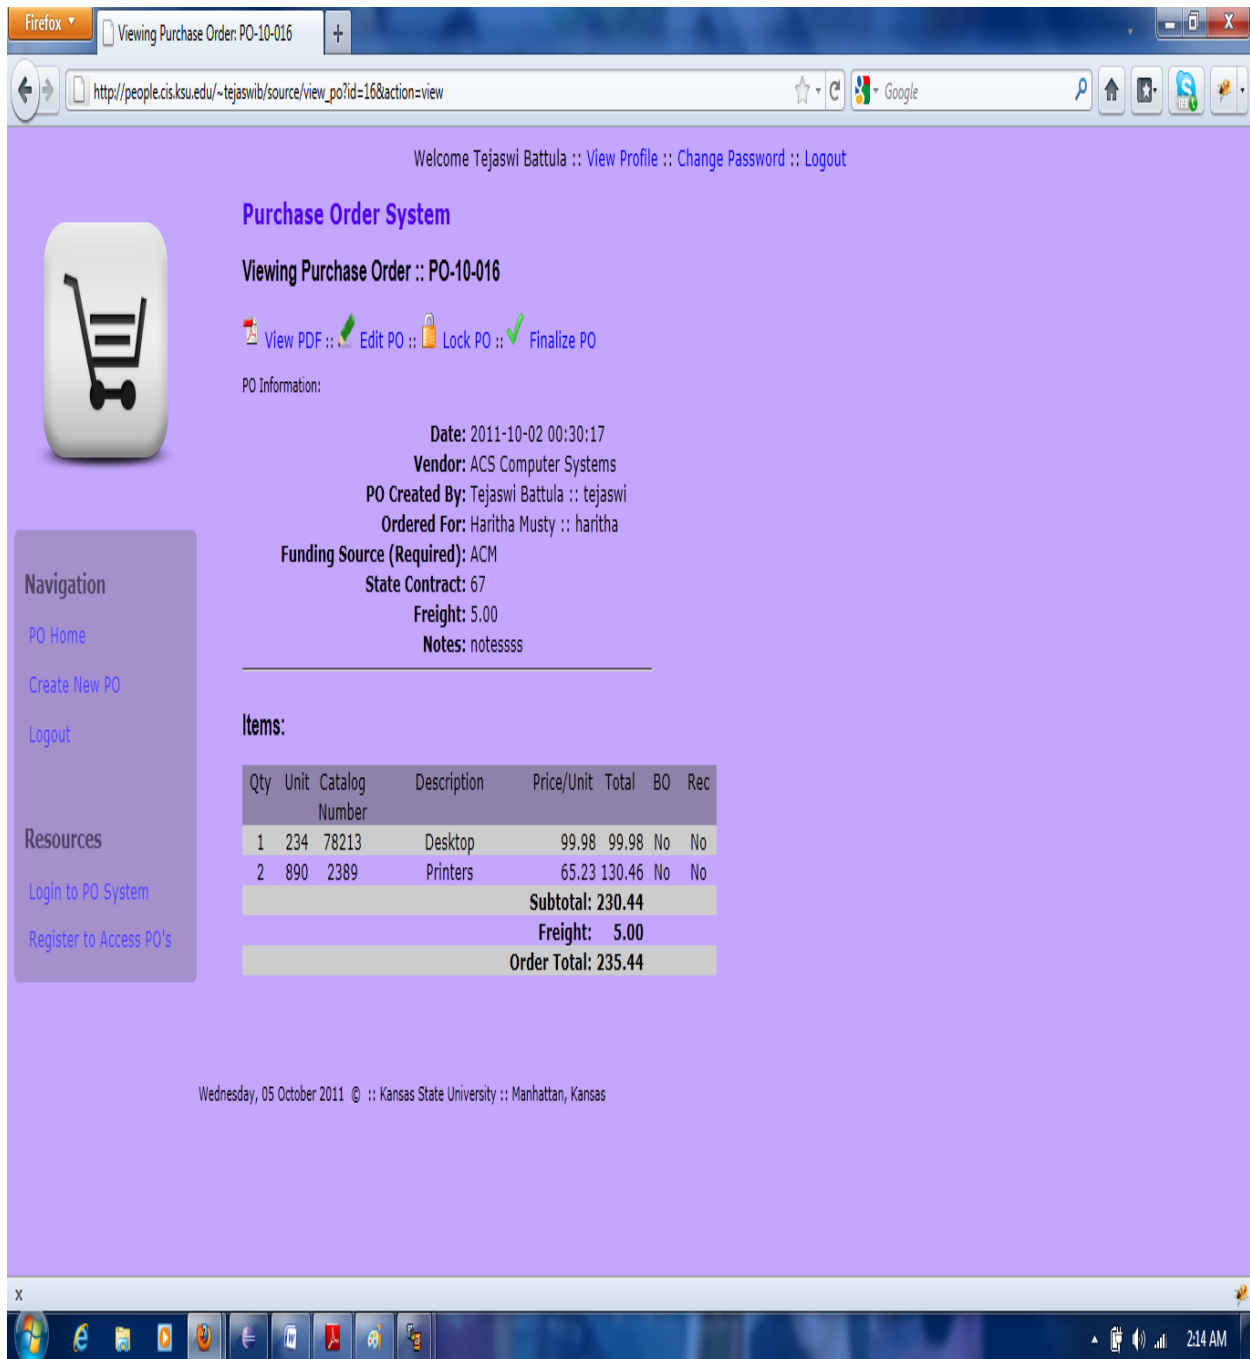 Firefox
Viewing Purchase Order: PO-10-016
http://people.cis.ksu.edu/~tejaswib/source/view_po?id=16&action=view
Google
Welcome Tejaswi Battula :: View Profile :: Change Password :: Logout
Purchase Order System
Viewing Purchase Order :: PO-10-016
View PDF :: Edit PO :: Lock PO :: Finalize PO
PO Information:
Date: 2011-10-02 00:30:17
Vendor: ACS Computer Systems
PO Created By: Tejaswi Battula :: tejaswi
Ordered For: Haritha Musty :: haritha
Funding Source (Required): ACM
State Contract: 67
Freight: 5.00
Notes: notessss
Navigation
PO Home
Create New PO
Logout
Resources
Login to PO System
Register to Access PO's
Items:
Qty Unit Catalog Number Description Price/Unit Total BO Rec
1 234 78213 Desktop 99.98 99.98 No No
2 890 2389 Printers 65.23 130.46 No No
Subtotal: 230.44
Freight: 5.00
Order Total: 235.44
Wednesday, 05 October 2011 © :: Kansas State University :: Manhattan, Kansas
x
2:14 AM